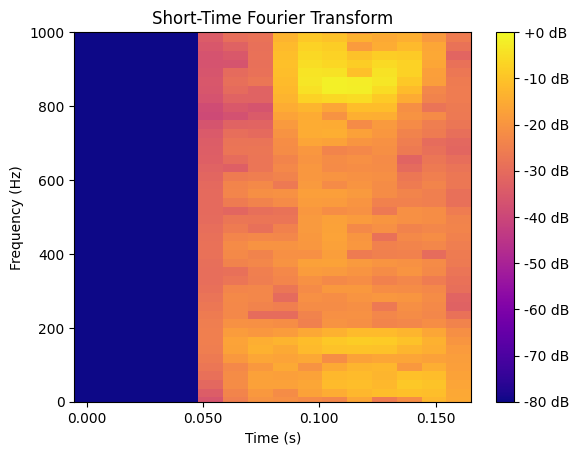 Short-Time Fourier Transform
Frequency (Hz)
1000
800
600
400
200
0
0.000
0.050
0.100
0.150
Time (s)
+0 dB
-10 dB
-20 dB
-30 dB
-40 dB
-50 dB
-60 dB
-70 dB
-80 dB